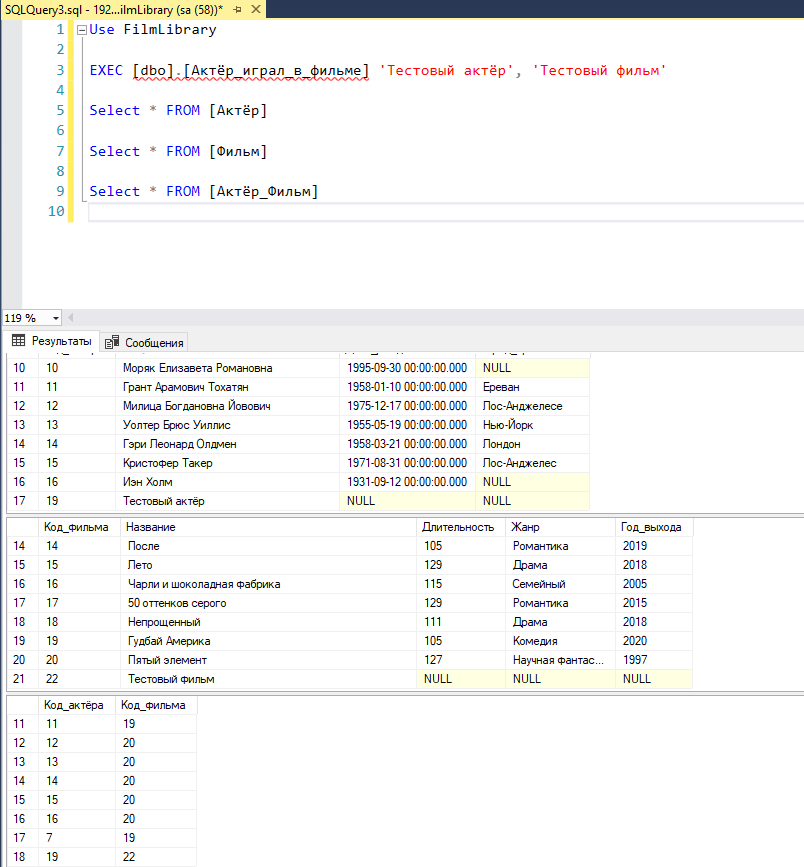 SQLQuery3.sql - 192...ilmLibrary (sa (58))*
1 Use FilmLibrary
2
3 EXEC [dbo].[Актёр_играл_в_фильме] 'Тестовый актёр', 'Тестовый фильм'
4
5 Select * FROM [Актёр]
6
7 Select * FROM [Фильм]
8
9 Select * FROM [Актёр_Фильм]
10
119 %
Результаты Сообщения
10 10 Моряк Елизавета Романовна 1995-09-30 00:00:00.000 NULL
11 11 Грант Арамович Тохатян 1958-01-10 00:00:00.000 Ереван
12 12 Милица Богдановна Йовович 1975-12-17 00:00:00.000 Лос-Анджелесе
13 13 Уолтер Брюс Уиллис 1955-05-19 00:00:00.000 Нью-Йорк
14 14 Гэри Леонард Олдмен 1958-03-21 00:00:00.000 Лондон
15 15 Кристофер Такер 1971-08-31 00:00:00.000 Лос-Анджелес
16 16 Иэн Холм 1931-09-12 00:00:00.000 NULL
17 19 Тестовый актёр NULL NULL
Код_фильма Название Длительность Жанр Год_выхода
14 14 После 105 Романтика 2019
15 15 Лето 129 Драма 2018
16 16 Чарли и шоколадная фабрика 115 Семейный 2005
17 17 50 оттенков серого 129 Романтика 2015
18 18 Непрощенный 111 Драма 2018
19 19 Гудбай Америка 105 Комедия 2020
20 20 Пятый элемент 127 Научная фантас... 1997
21 22 Тестовый фильм NULL NULL NULL
Код_актёра Код_фильма
11 11 19
12 12 20
13 13 20
14 14 20
15 15 20
16 16 20
17 7 19
18 19 22